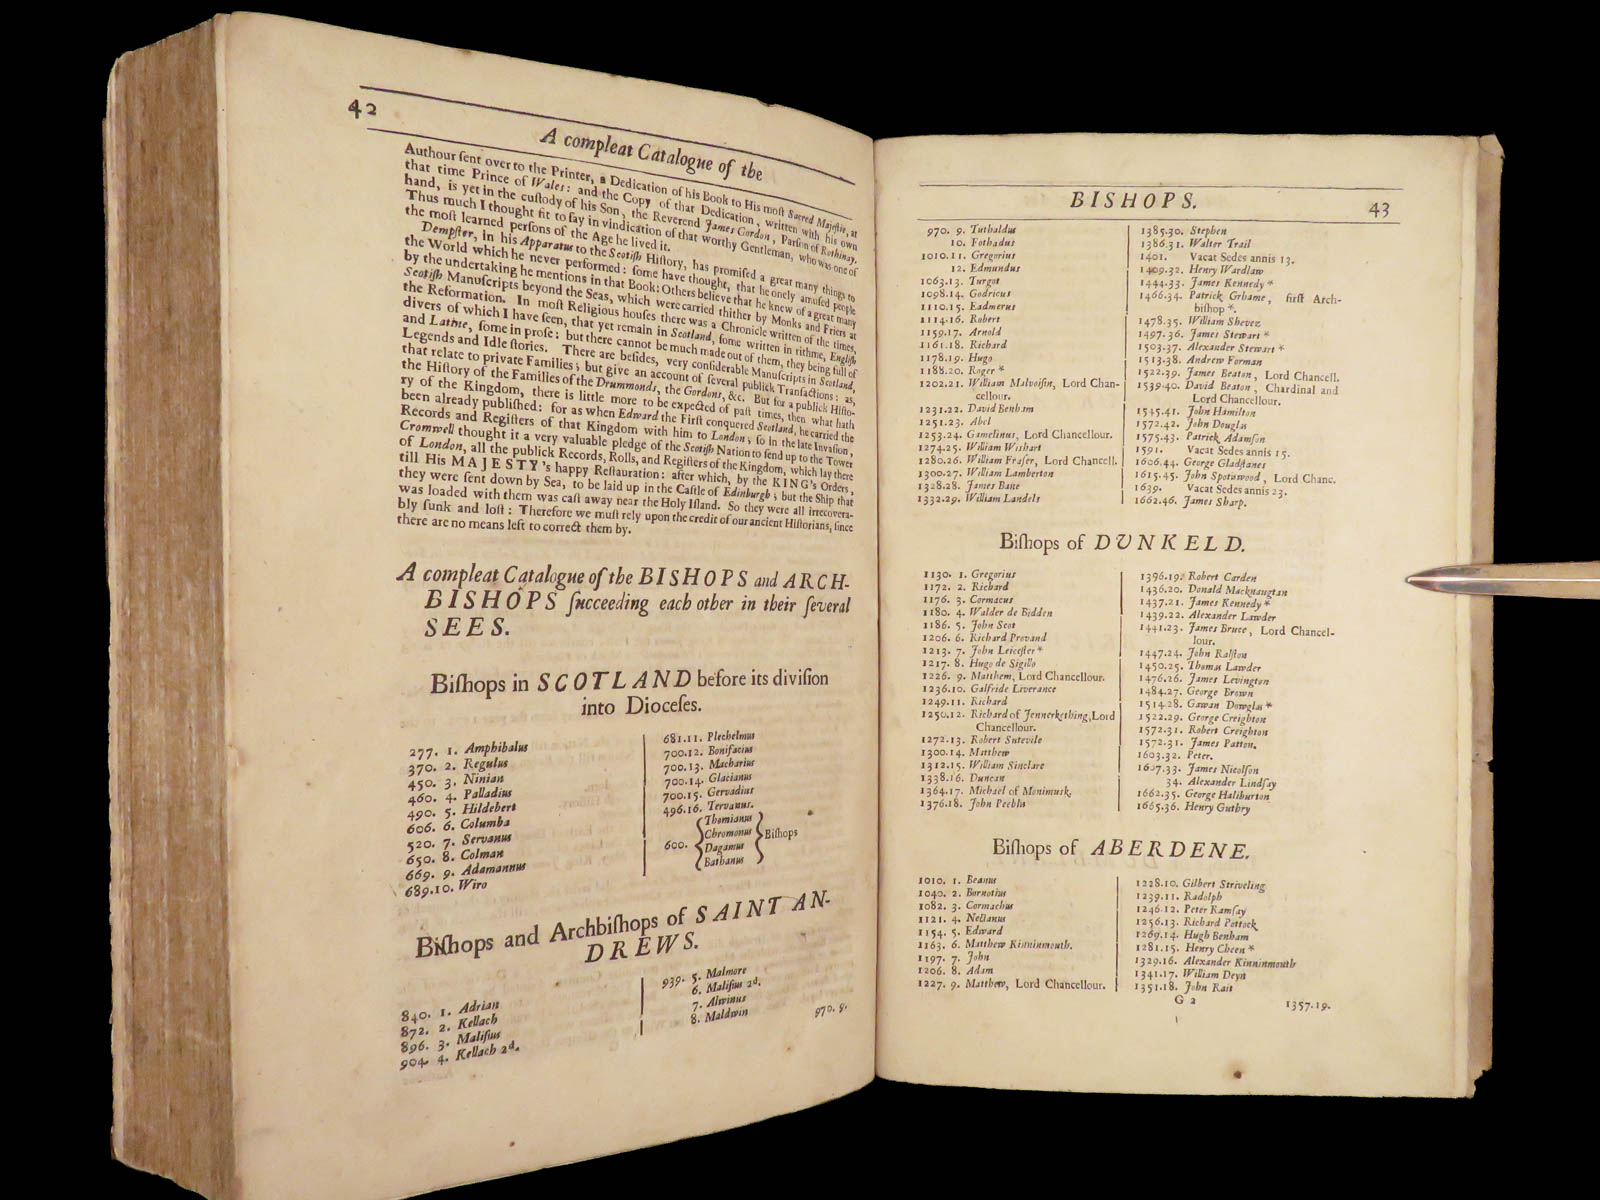 42
A compleat Catalogue of the
Authour ſent over to the Printer, a Dedication of his Book to His moſt Sacred Majeſtie, at
that time Prince of Wales: and the Copy of that Dedication, written with his own
hand, is yet in the cuſtody of his Son, the Reverend James Gordon, Parſon of Rothinay.
Thus much I thought fit to ſay in vindication of that worthy Gentleman, who was one of
the moſt learned perſons of the Age he lived it.
Dempſter, in his Apparatus to the Scotiſh Hiſtory, has promiſed a great many things to
the World which he never performed: ſome have thought, that he onely amuſed people
by the undertaking he mentions in that Book; Others believe that he knew of a great many
Scotiſh Manuſcripts beyond the Seas, which were carried thither by Monks and Friers at
the Reformation. In moſt Religious houſes there was a Chronicle written of the times,
divers of which I have ſeen, that yet remain in Scotland, ſome written in rithme, Engliſh
and Latine, ſome in proſe: but there cannot be much made out of them, they being full of
Legends and Idle ſtories. There are beſides, very conſiderable Manuſcripts in Scotland,
that relate to private Families; but give an account of ſeveral publick Tranſactions: as,
the Hiſtory of the Families of the Drummonds, the Gordons, &c. But for a publick Hiſto-
ry of the Kingdom, there is little more to be expected of paſt times, then what hath
been already publiſhed: for as when Edward the Firſt conquered Scotland, he carried the
Records and Regiſters of that Kingdom with him to London; ſo in the late Invaſion,
Cromwell thought it a very valuable pledge of the Scotiſh Nation to ſend up to the Tower
of London, all the publick Records, Rolls, and Regiſters of the Kingdom, which lay there
till His MAJESTY's happy Reſtauration: after which, by the KING's Orders,
they were ſent down by Sea, to be laid up in the Caſtle of Edinburgh; but the Ship that
was loaded with them was caſt away near the Holy Iſland. So they were all irrecovera-
bly ſunk and loſt: Therefore we muſt rely upon the credit of our ancient Hiſtorians, ſince
there are no means left to correct them by.
A compleat Catalogue of the BISHOPS and ARCH-
BISHOPS ſucceeding each other in their ſeveral
SEES.
Biſhops in SCOTLAND before its diviſion
into Dioceſes.
277. 1. Amphibalus
370. 2. Regulus
450. 3. Ninian
460. 4. Palladius
490. 5. Hildebert
606. 6. Columba
520. 7. Servanus
650. 8. Colman
669. 9. Adamannus
689.10. Wiro
681.11. Plechelmus
700.12. Bonifacius
700.13. Macharius
700.14. Glacianus
700.15. Gervadius
496.16. Tervanus.
600. Thomianus
Chromonus
Dagamus
Bathanus
Biſhops
Biſhops and Archbiſhops of SAINT AN-
DREWS.
840. 1. Adrian
872. 2. Kellach
896. 3. Maliſius
904. 4. Kellach 2d.
939. 5. Malmore
6. Maliſius 2d.
7. Alwinus
8. Maldwin
970. 9.
BISHOPS.
43
970. 9. Tuthaldus
10. Fothadus
1010.11. Gregorius
12. Edmundus
1063.13. Turgot
1098.14. Godricus
1110.15. Eadmerus
1114.16. Robert
1159.17. Arnold
1161.18. Richard
1178.19. Hugo
1188.20. Roger *
1202.21. William Malvoiſin, Lord Chan-
cellour.
1231.22. David Benham
1251.23. Abel
1253.24. Gamelinus, Lord Chancellour.
1274.25. William Wishart
1280.26. William Fraſer, Lord Chancell.
1300.27. William Lamberton
1328.28. James Bane
1332.29. William Landels
1385.30. Stephen
1386.31. Walter Trail
1401. Vacat Sedes annis 13.
1409.32. Henry Wardlaw
1444.33. James Kennedy *
1466.34. Patrick Grhame, firſt Arch-
biſhop *.
1478.35. William Shevez
1497.36. James Stewart *
1503.37. Alexander Stewart *
1513.38. Andrew Forman
1522.39. James Beaton, Lord Chancell.
1539.40. David Beaton, Chardinal and
Lord Chancellour.
1545.41. John Hamilton
1572.42. John Douglas
1575.43. Patrick Adamſon
1591. Vacat Sedes annis 15.
1606.44. George Gladſtanes
1615.45. John Spotswood, Lord Chanc.
1639. Vacat Sedes annis 23.
1662.46. James Sharp.
Biſhops of DUNKELD.
1130. 1. Gregorius
1172. 2. Richard
1176. 3. Cormacus
1180. 4. Walder de Bidden
1186. 5. John Scot
1206. 6. Richard Provand
1213. 7. John Leiceſter *
1217. 8. Hugo de Sigillo
1226. 9. Matthew, Lord Chancellour.
1236.10. Galfride Liverance
1249.11. Richard
1250.12. Richard of Jennerkething, Lord
Chancellour.
1272.13. Robert Sutevile
1300.14. Matthew
1312.15. William Sinclare
1338.16. Duncan
1364.17. Michael of Monimusk
1376.18. John Peebls
1396.19. Robert Carden
1436.20. Donald Macknaugtan
1437.21. James Kennedy *
1439.22. Alexander Lawder
1441.23. James Bruce, Lord Chancel-
lour.
1447.24. John Ralſton
1450.25. Thomas Lawder
1476.26. James Levington
1484.27. George Brown
1514.28. Gawan Dowglas *
1522.29. George Creighton
1572.31. Robert Creighton
1572.31. James Patton.
1603.32. Peter.
1607.33. James Nicolſon
34. Alexander Lindſay
1662.35. George Haliburton
1665.36. Henry Guthry
Biſhops of ABERDENE.
1010. 1. Beanus
1040. 2. Bornotius
1082. 3. Cormachus
1121. 4. Nectanus
1154. 5. Edward
1163. 6. Matthew Kinninmouth.
1197. 7. John
1206. 8. Adam
1227. 9. Matthew, Lord Chancellour.
1228.10. Gilbert Striveling
1239.11. Radolph
1246.12. Peter Ramſay
1256.13. Richard Pottock
1269.14. Hugh Benham
1281.15. Henry Cheen *
1329.16. Alexander Kinninmouth
1341.17. William Deyn
1351.18. John Rait
G 2
1357.19.